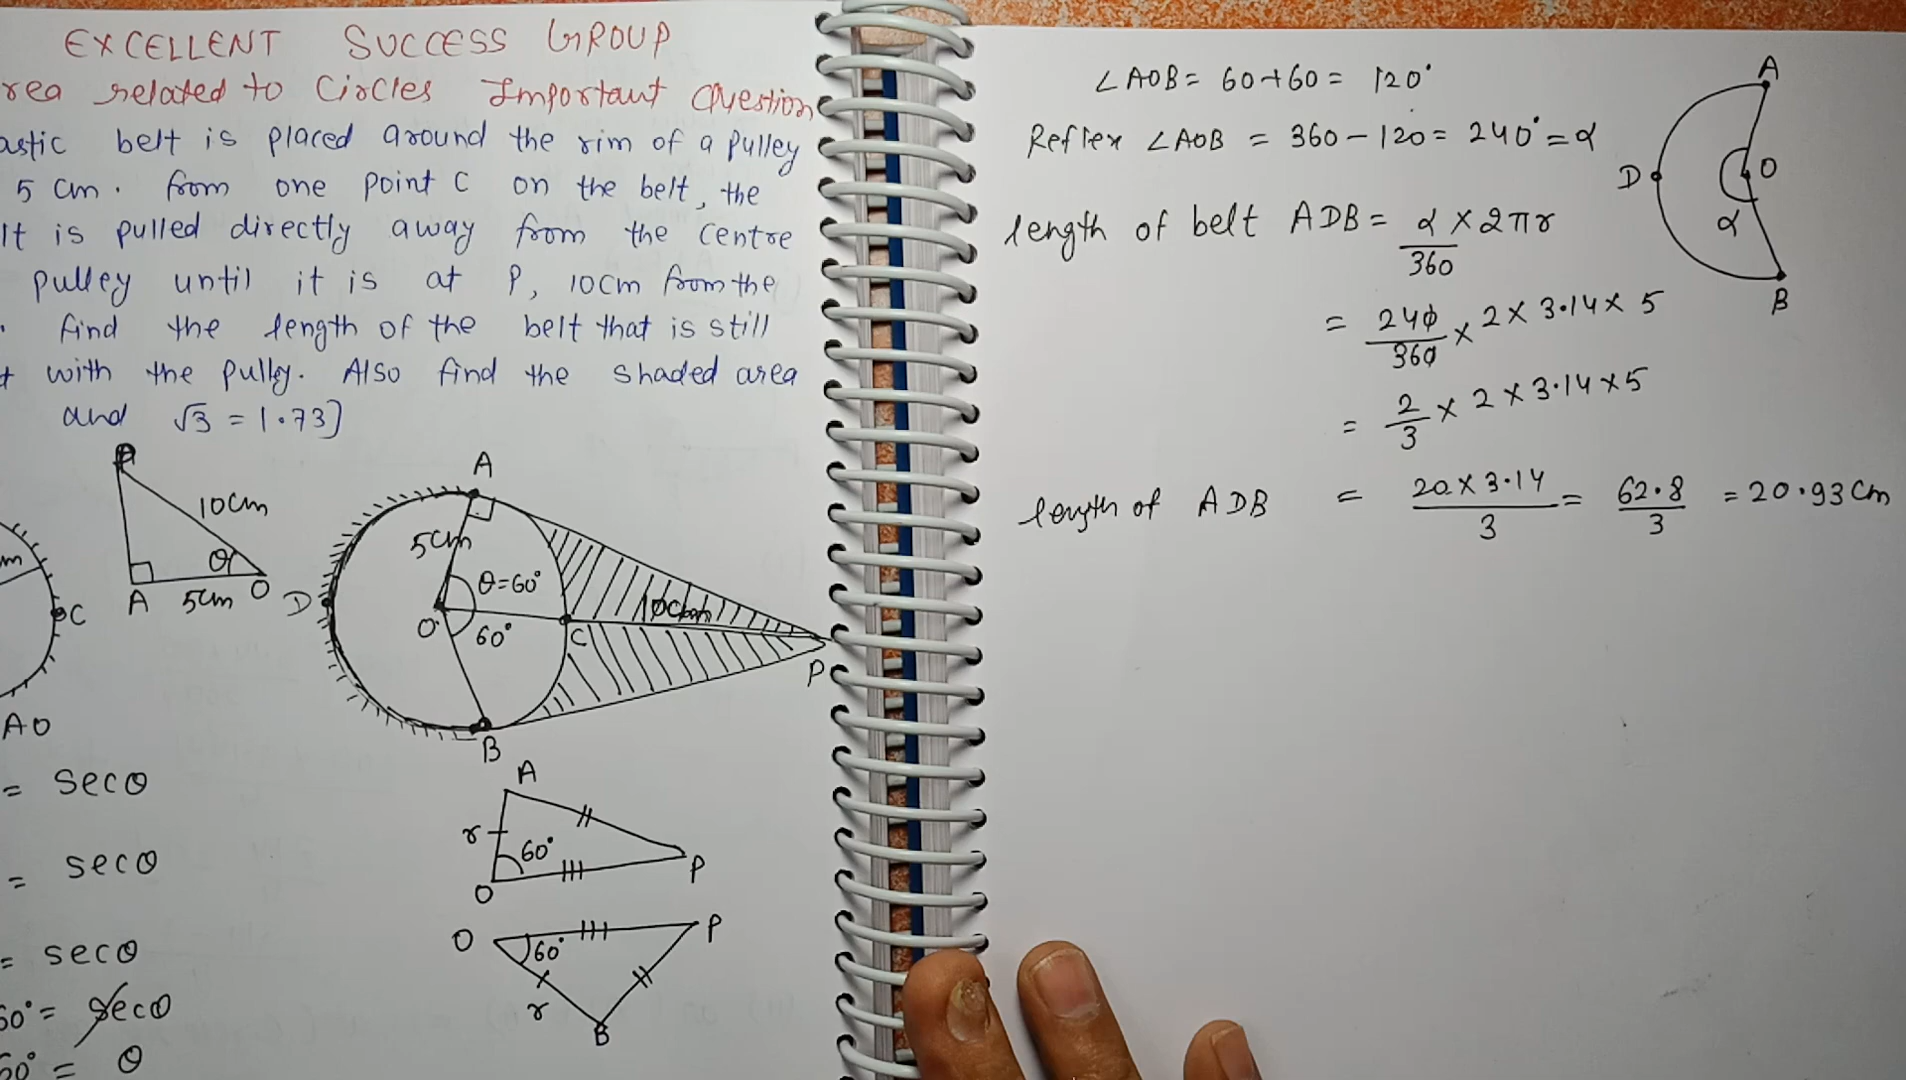 EXCELLENT SUCCESS GROUP
rea related to Circles Important Question
astic belt is placed around the rim of a pulley
5 cm. from one point C on the belt, the
lt is pulled directly away from the centre
pulley until it is at P, 10cm from the
. find the length of the belt that is still
t with the pully. Also find the shaded area
and √3 = 1.73]
10cm
θ
A 5cm O
m
C
AO
= secθ
= secθ
= secθ
60° = secθ
60° = θ
A
5cm
θ=60°
D
O
60°
C
P
B
A
r
60°
O
P
O
60°
P
r
B
∠AOB = 60+60 = 120°
Reflex ∠AOB = 360 - 120 = 240° = α
length of belt ADB = α/360 × 2πr
= 240/360 × 2 × 3.14 × 5
= 2/3 × 2 × 3.14 × 5
length of ADB = 20 × 3.14/3 = 62.8/3 = 20.93 cm
A
D
O
α
B